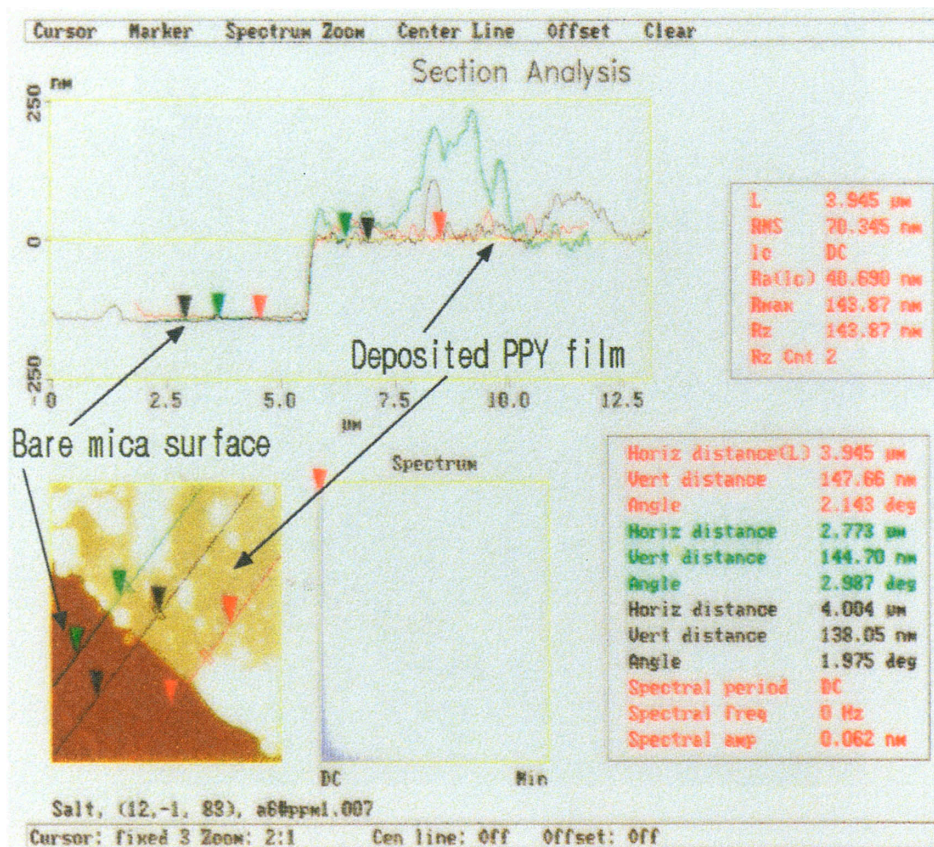 Cursor Marker Spectrum Zoom Center Line Offset Clear
Section Analysis
nM
250
0
-250
0 2.5 5.0 7.5 10.0 12.5
µM
L 3.945 µm
RMS 70.345 nm
lc DC
Ra(lc) 40.690 nm
Rmax 143.87 nm
Rz 143.87 nm
Rz Cnt 2
Deposited PPY film
Bare mica surface
Spectrum
DC Min
Horiz distance(L) 3.945 µm
Vert distance 147.66 nm
Angle 2.143 deg
Horiz distance 2.773 µm
Vert distance 144.70 nm
Angle 2.987 deg
Horiz distance 4.004 µm
Vert distance 138.05 nm
Angle 1.975 deg
Spectral period DC
Spectral freq 0 Hz
Spectral amp 0.062 nm
Salt, (12,-1, 83), a6#ppm1.007
Cursor: fixed 3 Zoom: 2:1 Cen line: Off Offset: Off